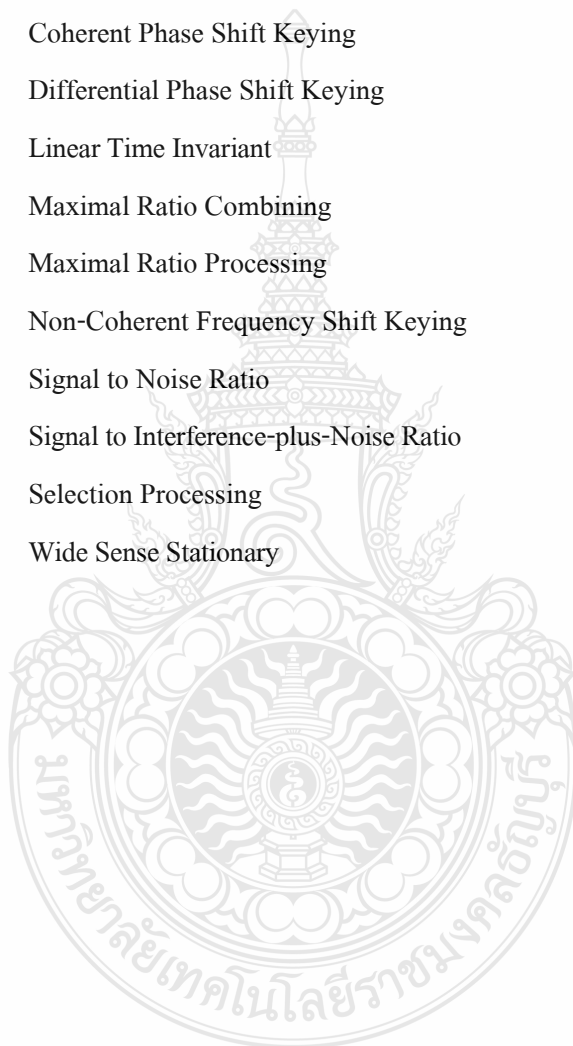 Coherent Phase Shift Keying
Differential Phase Shift Keying
Linear Time Invariant
Maximal Ratio Combining
Maximal Ratio Processing
Non-Coherent Frequency Shift Keying
Signal to Noise Ratio
Signal to Interference-plus-Noise Ratio
Selection Processing
Wide Sense Stationary
มหาวิทยาลัยเทคโนโลยีราชมงคลธัญบุรี